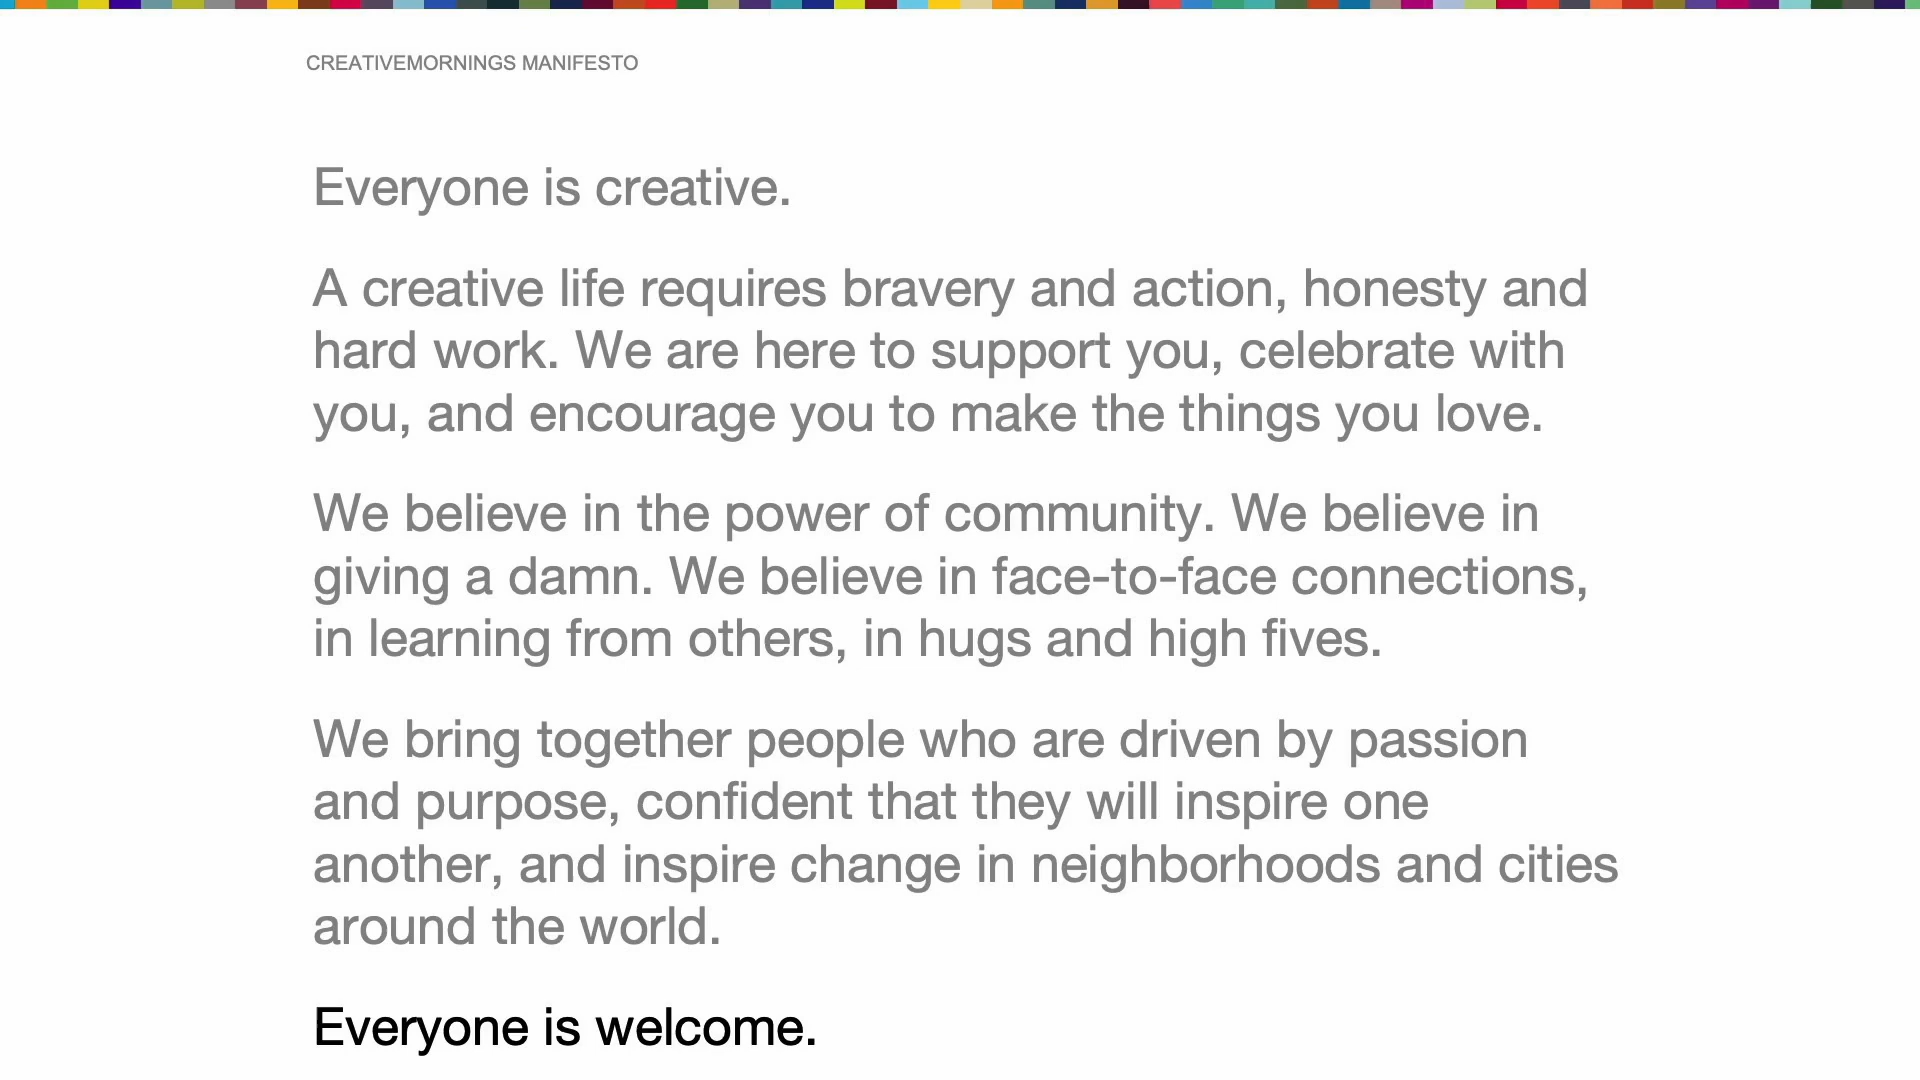 CREATIVEMORNINGS MANIFESTO
Everyone is creative.
A creative life requires bravery and action, honesty and
hard work. We are here to support you, celebrate with
you, and encourage you to make the things you love.
We believe in the power of community. We believe in
giving a damn. We believe in face-to-face connections,
in learning from others, in hugs and high fives.
We bring together people who are driven by passion
and purpose, confident that they will inspire one
another, and inspire change in neighborhoods and cities
around the world.
Everyone is welcome.